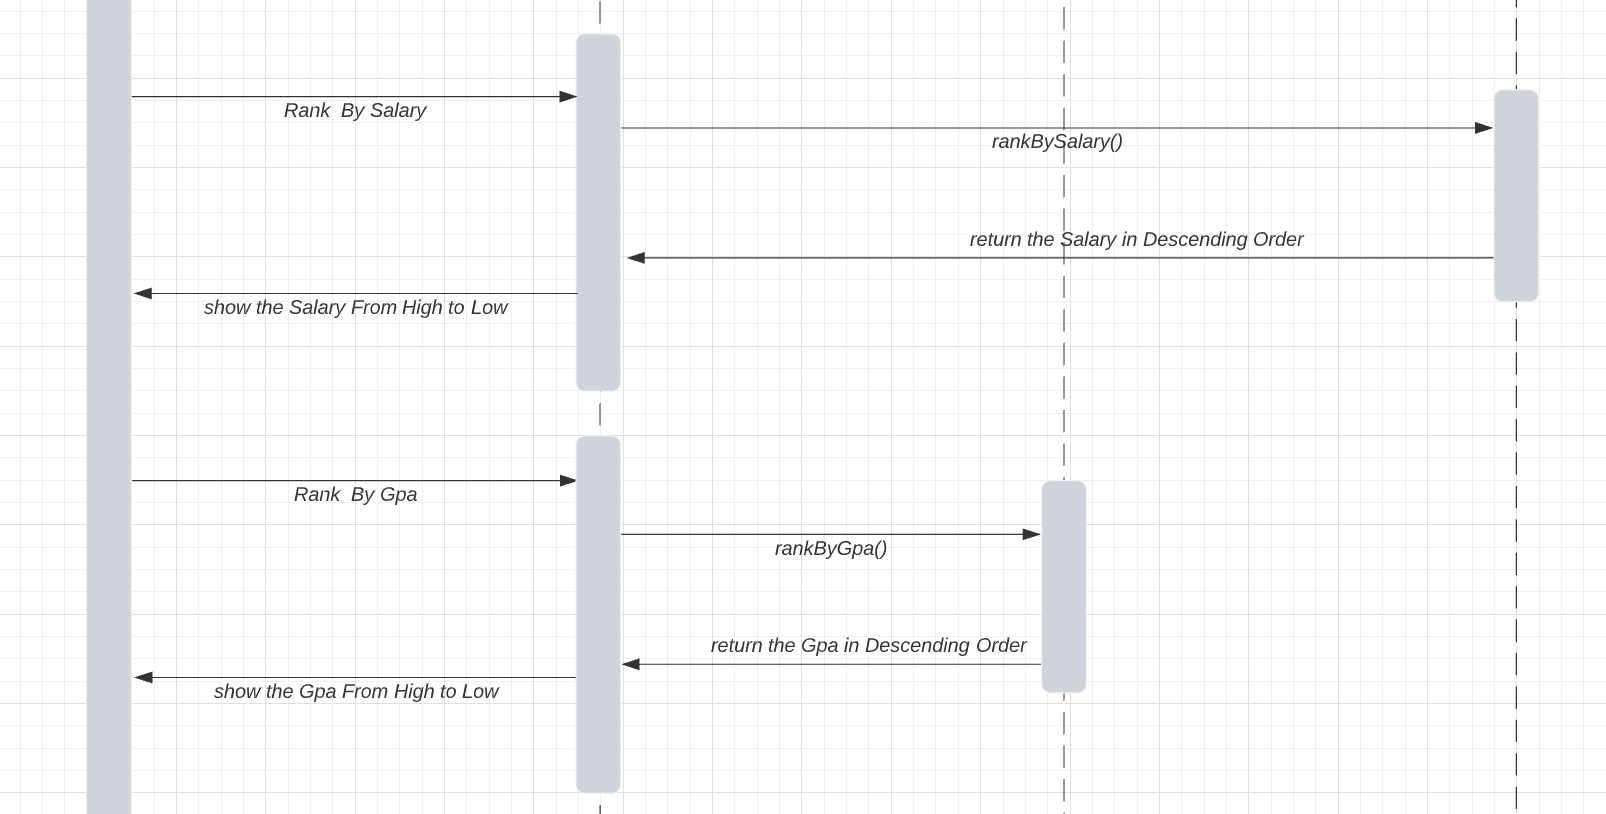 Rank  By Salary
rankBySalary()
return the Salary in Descending Order
show the Salary From High to Low
Rank  By Gpa
rankByGpa()
return the Gpa in Descending Order
show the Gpa From High to Low